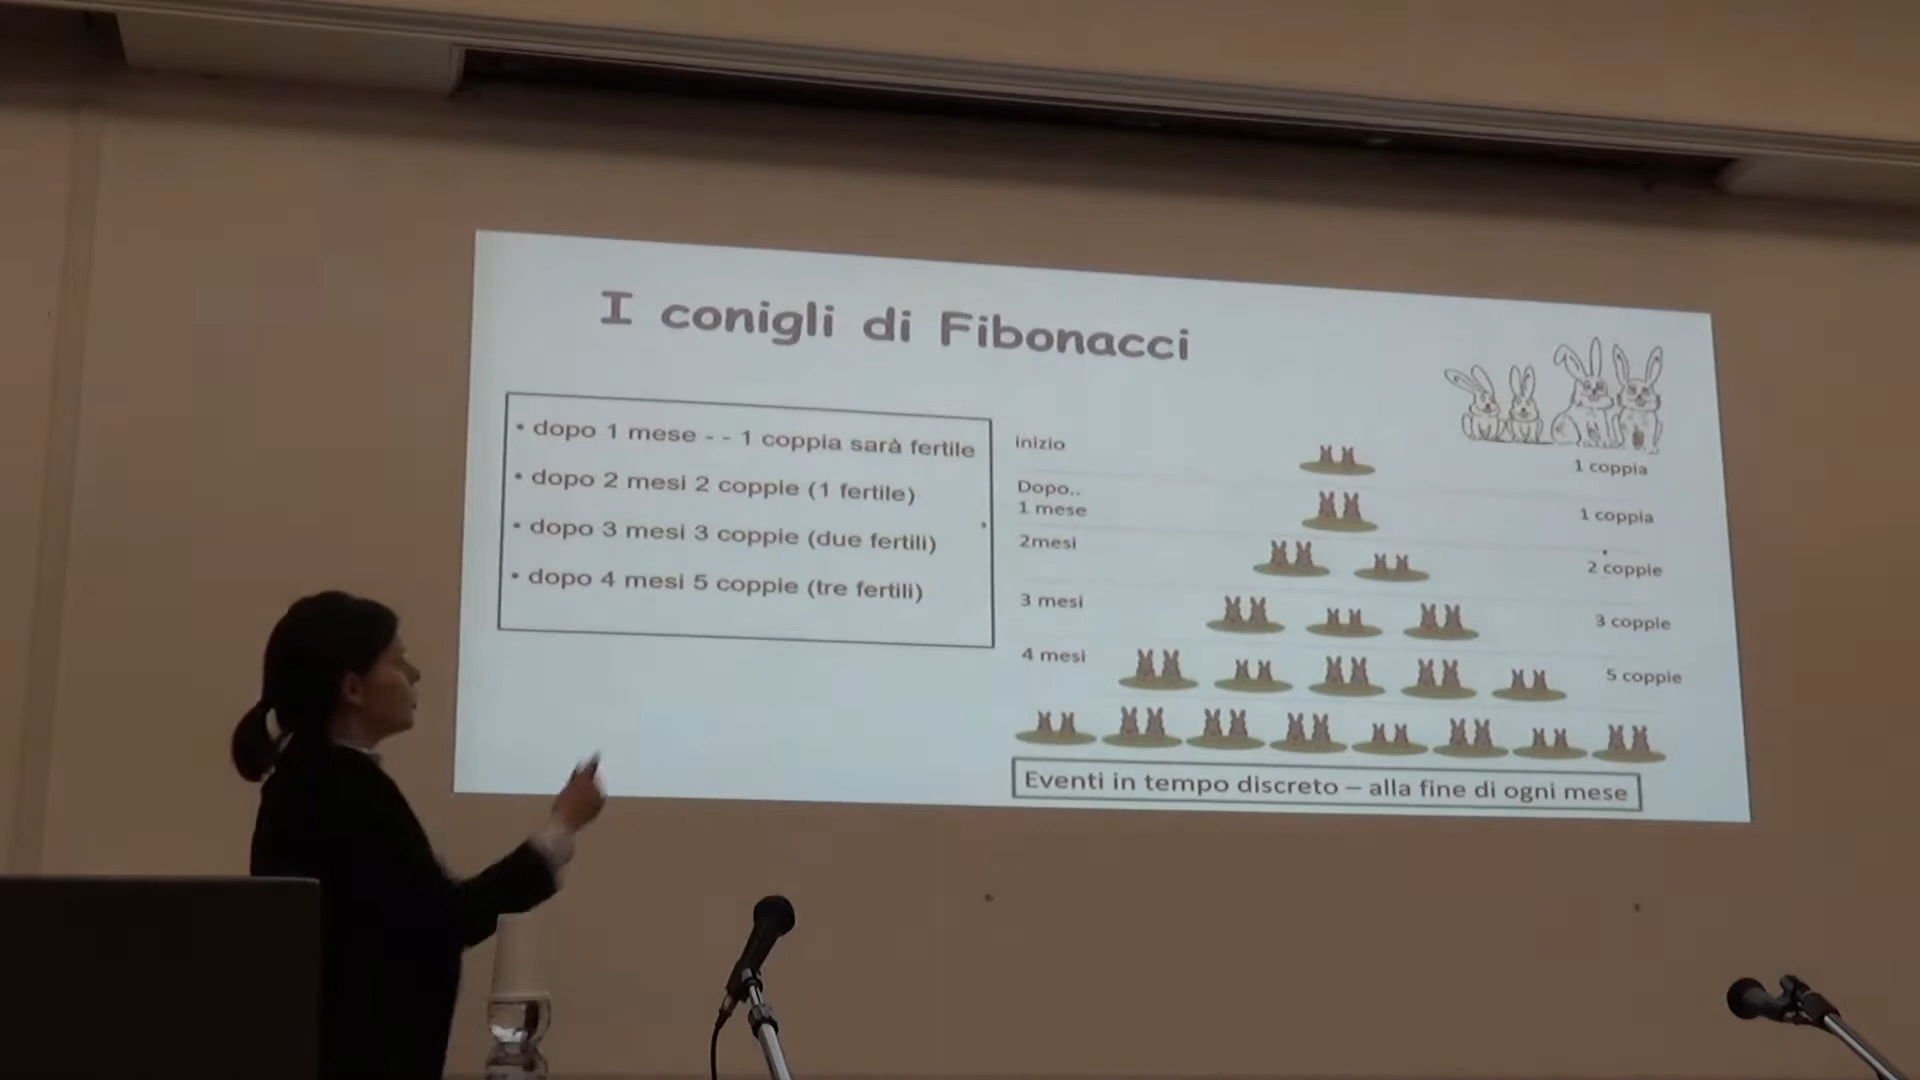 I conigli di Fibonacci
• dopo 1 mese - - 1 coppia sarà fertile
• dopo 2 mesi 2 coppie (1 fertile)
• dopo 3 mesi 3 coppie (due fertili)
• dopo 4 mesi 5 coppie (tre fertili)
inizio
1 coppia
Dopo..
1 mese
1 coppia
2mesi
2 coppie
3 mesi
3 coppie
4 mesi
5 coppie
Eventi in tempo discreto – alla fine di ogni mese